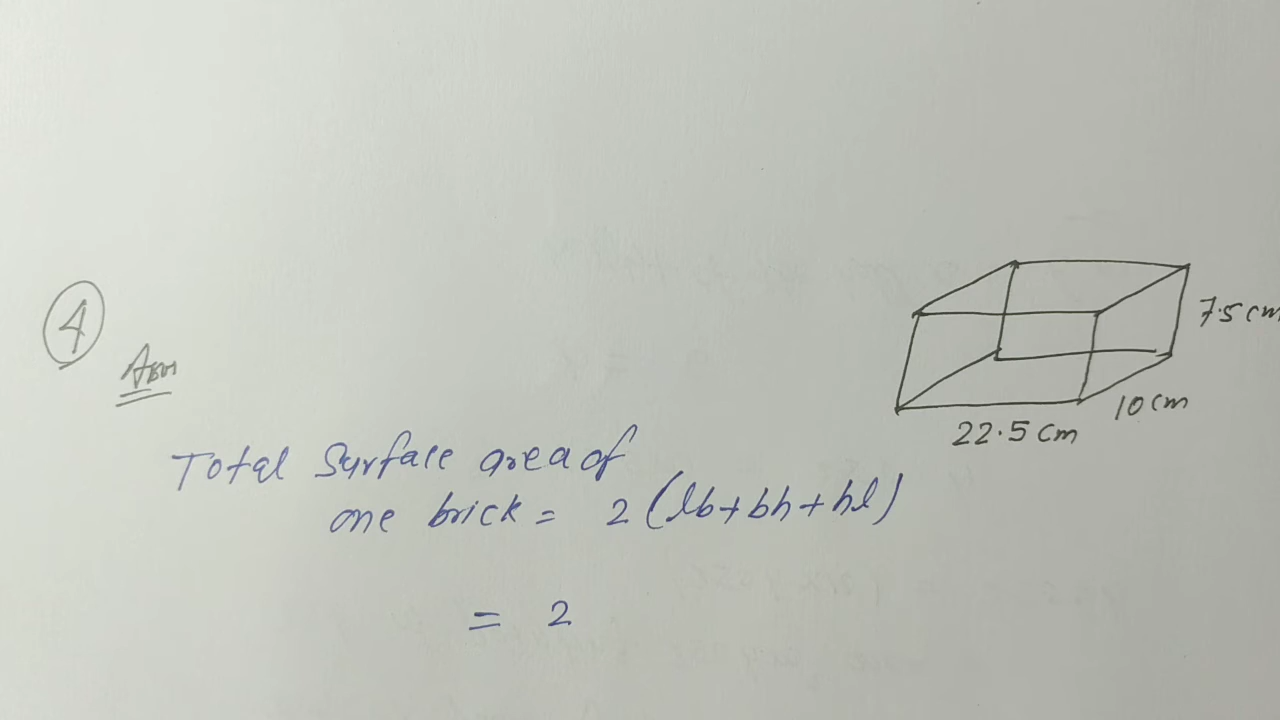 4
Ans
7.5 cm
10 cm
22.5 cm
Total Surface area of
one brick = 2 (lb+bh+hl)
= 2